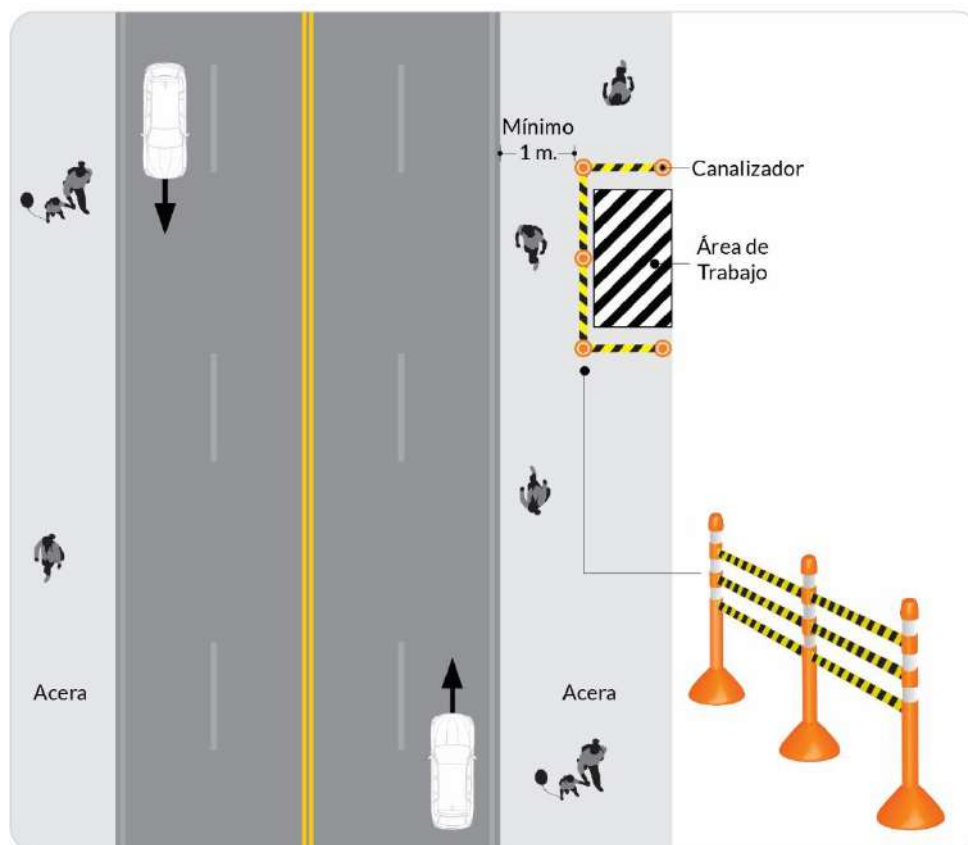 Mínimo
1 m.
Canalizador
Área de
Trabajo
Acera
Acera